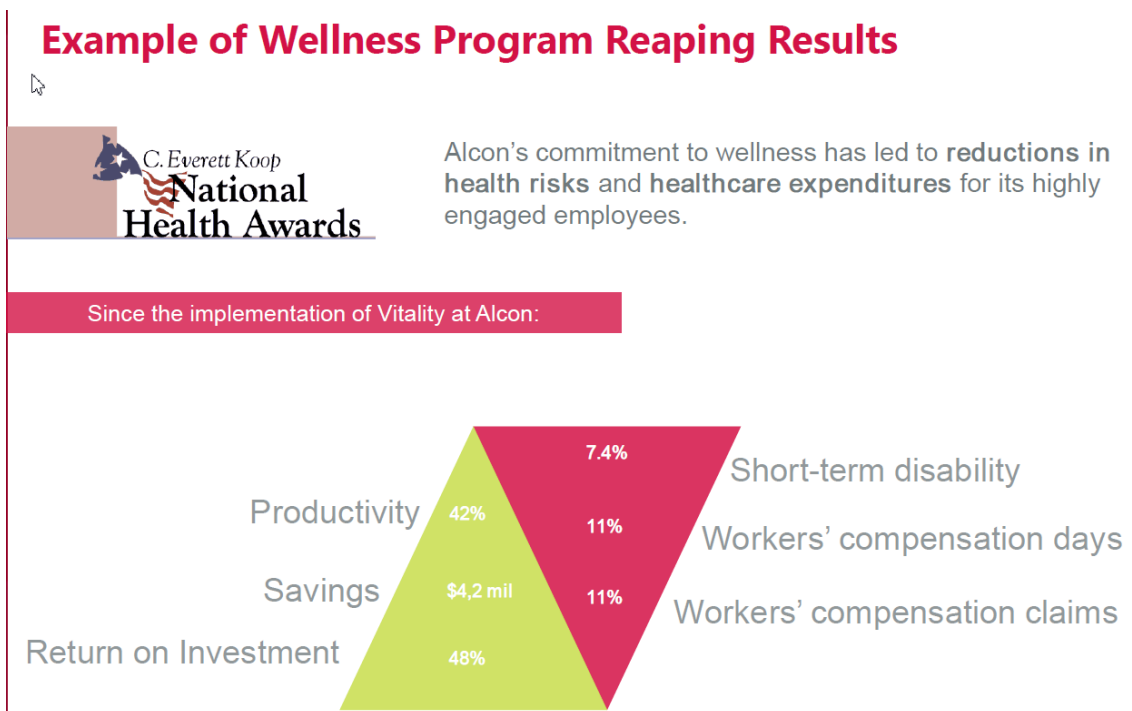 Example of Wellness Program Reaping Results
C. Everett Koop
National
Health Awards
Alcon’s commitment to wellness has led to reductions in
health risks and healthcare expenditures for its highly
engaged employees.
Since the implementation of Vitality at Alcon:
Productivity 42%
Savings $4,2 mil
Return on Investment 48%
7.4% Short-term disability
11% Workers’ compensation days
11% Workers’ compensation claims